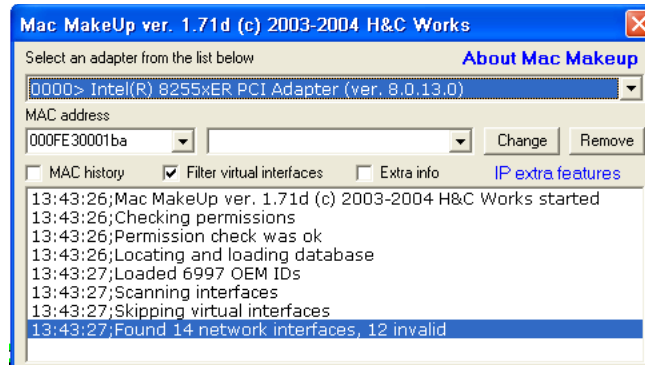 Mac MakeUp ver. 1.71d (c) 2003-2004 H&C Works
Select an adapter from the list below About Mac Makeup
0000> Intel(R) 8255xER PCI Adapter (ver. 8.0.13.0)
MAC address
000FE30001ba Change Remove
MAC history Filter virtual interfaces Extra info IP extra features
13:43:26;Mac MakeUp ver. 1.71d (c) 2003-2004 H&C Works started
13:43:26;Checking permissions
13:43:26;Permission check was ok
13:43:26;Locating and loading database
13:43:27;Loaded 6997 OEM IDs
13:43:27;Scanning interfaces
13:43:27;Skipping virtual interfaces
13:43:27;Found 14 network interfaces, 12 invalid